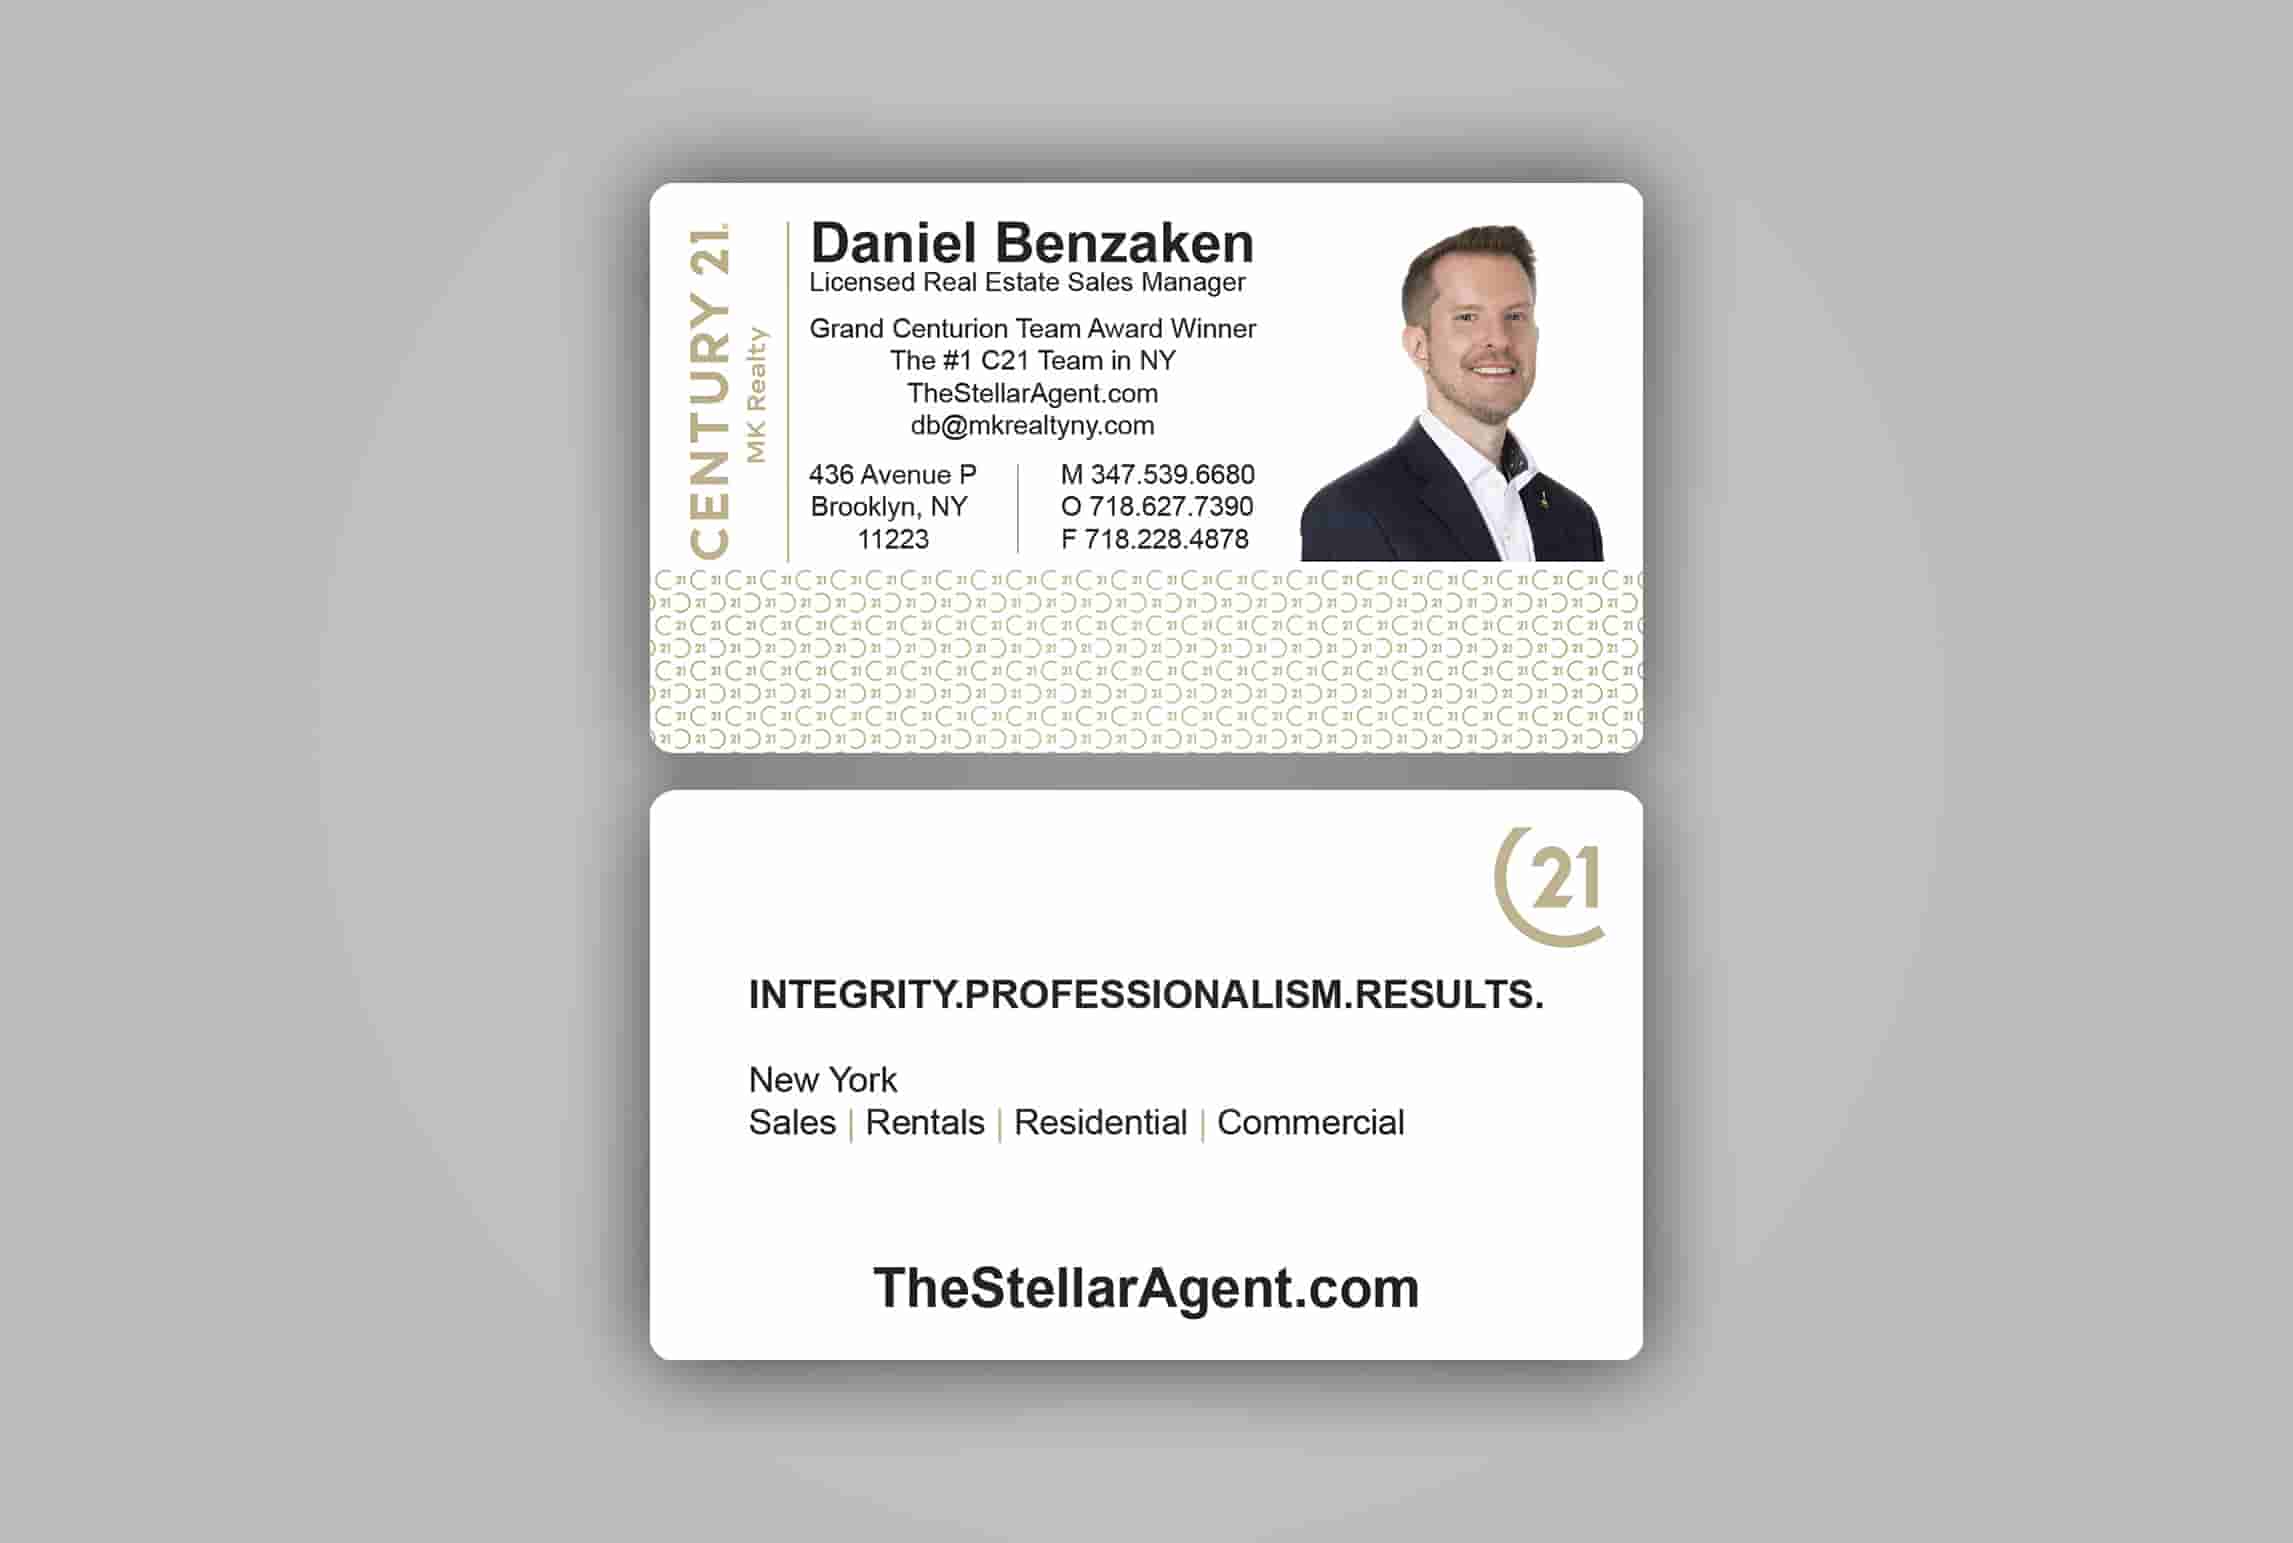 CENTURY 21.
MK Realty
Daniel Benzaken
Licensed Real Estate Sales Manager
Grand Centurion Team Award Winner
The #1 C21 Team in NY
TheStellarAgent.com
db@mkrealtyny.com
436 Avenue P
Brooklyn, NY
11223
M 347.539.6680
O 718.627.7390
F 718.228.4878
C21
INTEGRITY.PROFESSIONALISM.RESULTS.
New York
Sales | Rentals | Residential | Commercial
TheStellarAgent.com